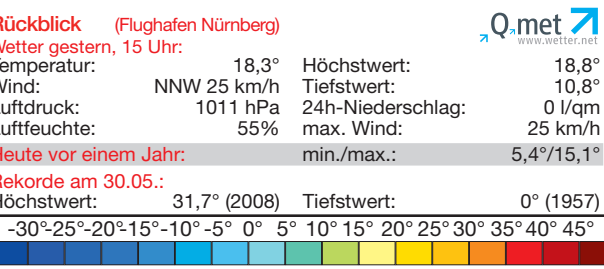 Rückblick (Flughafen Nürnberg)
Q.met
www.wetter.net
Wetter gestern, 15 Uhr:
Temperatur: 18,3° Höchstwert: 18,8°
Wind: NNW 25 km/h Tiefstwert: 10,8°
Luftdruck: 1011 hPa 24h-Niederschlag: 0 l/qm
Luftfeuchte: 55% max. Wind: 25 km/h
Heute vor einem Jahr: min./max.: 5,4°/15,1°
Rekorde am 30.05.:
Höchstwert: 31,7° (2008) Tiefstwert: 0° (1957)
-30° -25° -20° -15° -10° -5° 0° 5° 10° 15° 20° 25° 30° 35° 40° 45°